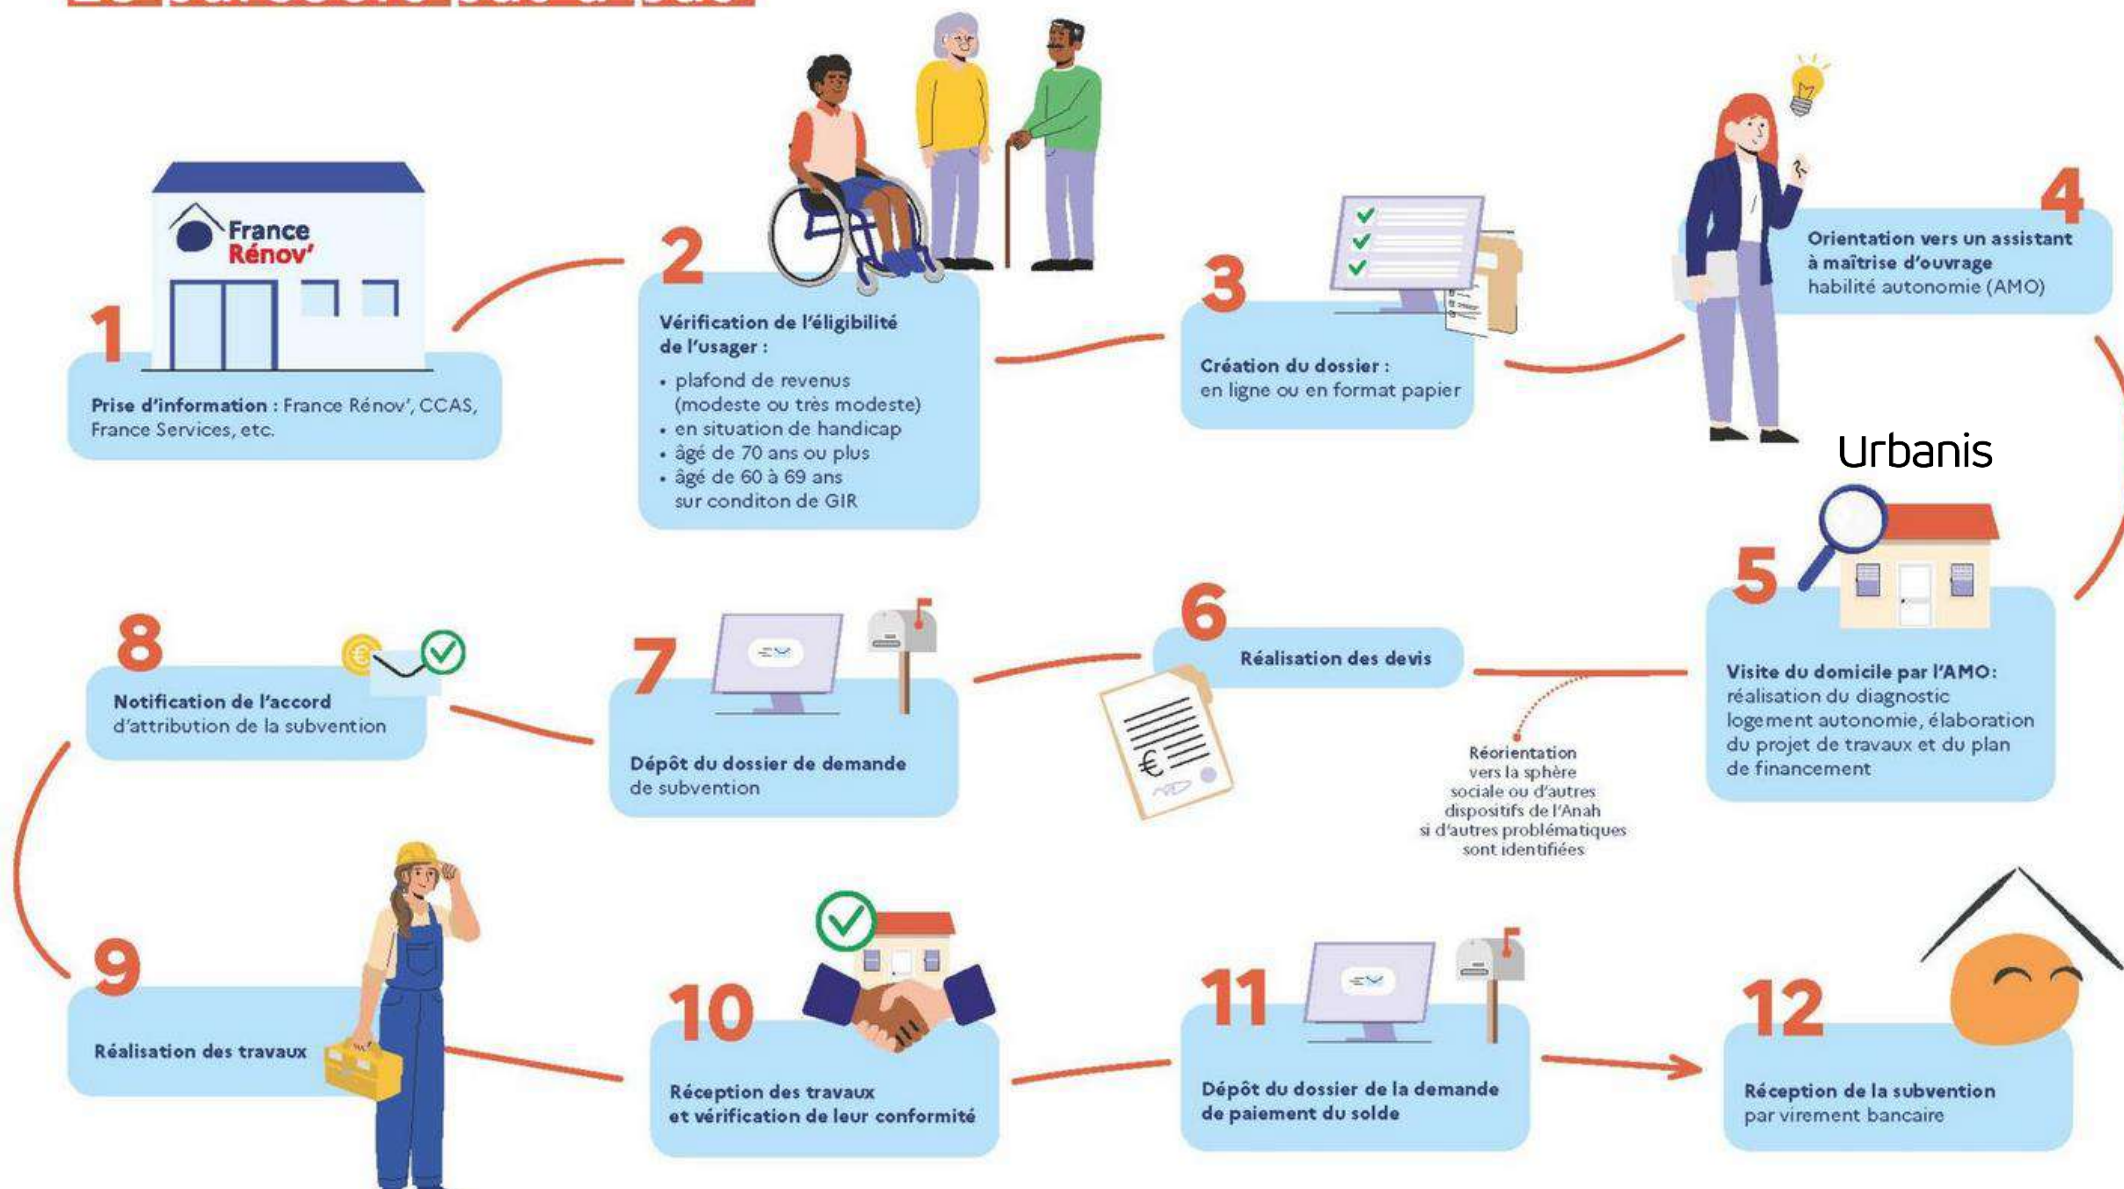 France
Rénov'
1
Prise d'information : France Rénov', CCAS,
France Services, etc.
2
Vérification de l'éligibilité
de l'usager :
• plafond de revenus
(modeste ou très modeste)
• en situation de handicap
• âgé de 70 ans ou plus
• âgé de 60 à 69 ans
sur conditon de GIR
3
Création du dossier :
en ligne ou en format papier
4
Orientation vers un assistant
à maîtrise d'ouvrage
habilité autonomie (AMO)
Urbanis
5
Visite du domicile par l'AMO:
réalisation du diagnostic
logement autonomie, élaboration
du projet de travaux et du plan
de financement
Réorientation
vers la sphère
sociale ou d'autres
dispositifs de l'Anah
si d'autres problématiques
sont identifiées
6
Réalisation des devis
€
7
Dépôt du dossier de demande
de subvention
8
€
Notification de l'accord
d'attribution de la subvention
9
Réalisation des travaux
10
Réception des travaux
et vérification de leur conformité
11
Dépôt du dossier de la demande
de paiement du solde
12
Réception de la subvention
par virement bancaire